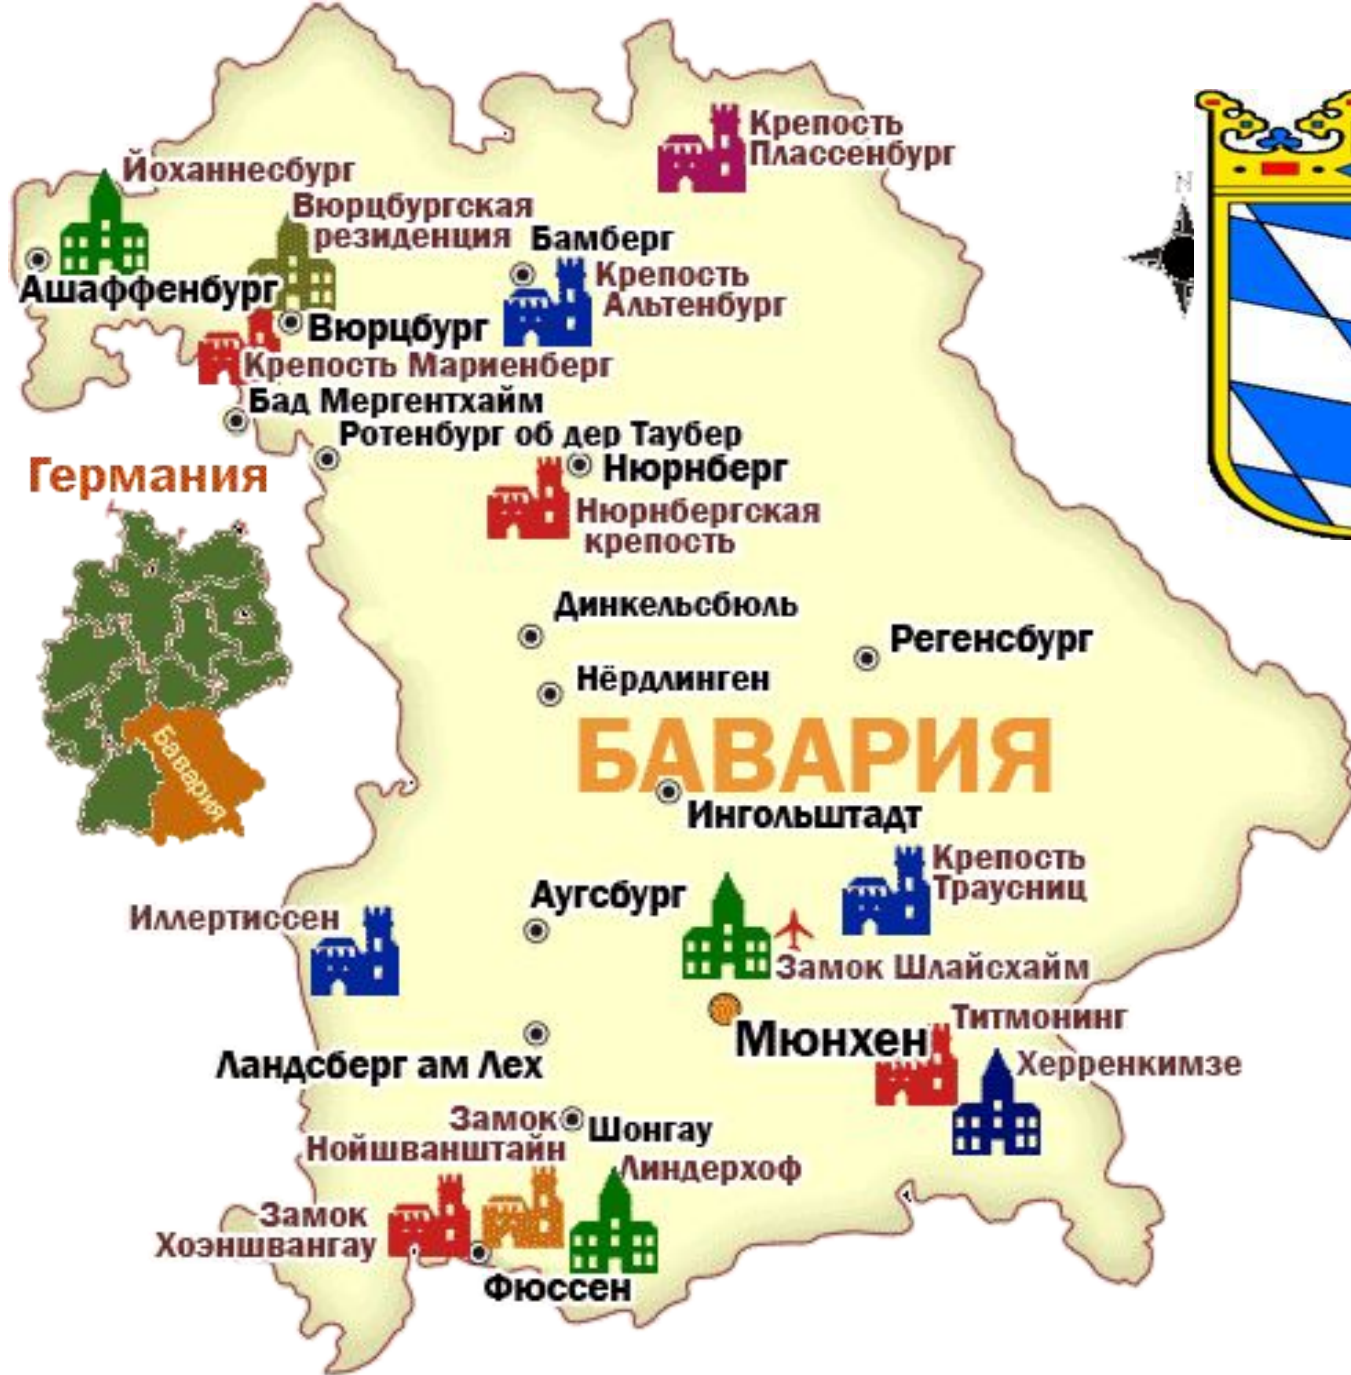 Крепость
Плассенбург
Йоханнесбург
Вюрцбургская
резиденция
Бамберг
Крепость
Альтенбург
Ашаффенбург
Вюрцбург
Крепость Мариенберг
Бад Мергентхайм
Ротенбург об дер Таубер
Нюрнберг
Германия
Нюрнбергская
крепость
Динкельсбюль
Регенсбург
Нёрдлинген
БАВАРИЯ
Бавария
Ингольштадт
Крепость
Траусниц
Аугсбург
Иллертиссен
Замок Шлайсхайм
Титмонинг
Мюнхен
Херренкимзе
Ландсберг ам Лех
Замок
Нойшванштайн
Шонгау
Линдерхоф
Замок
Хоэншвангау
Фюссен